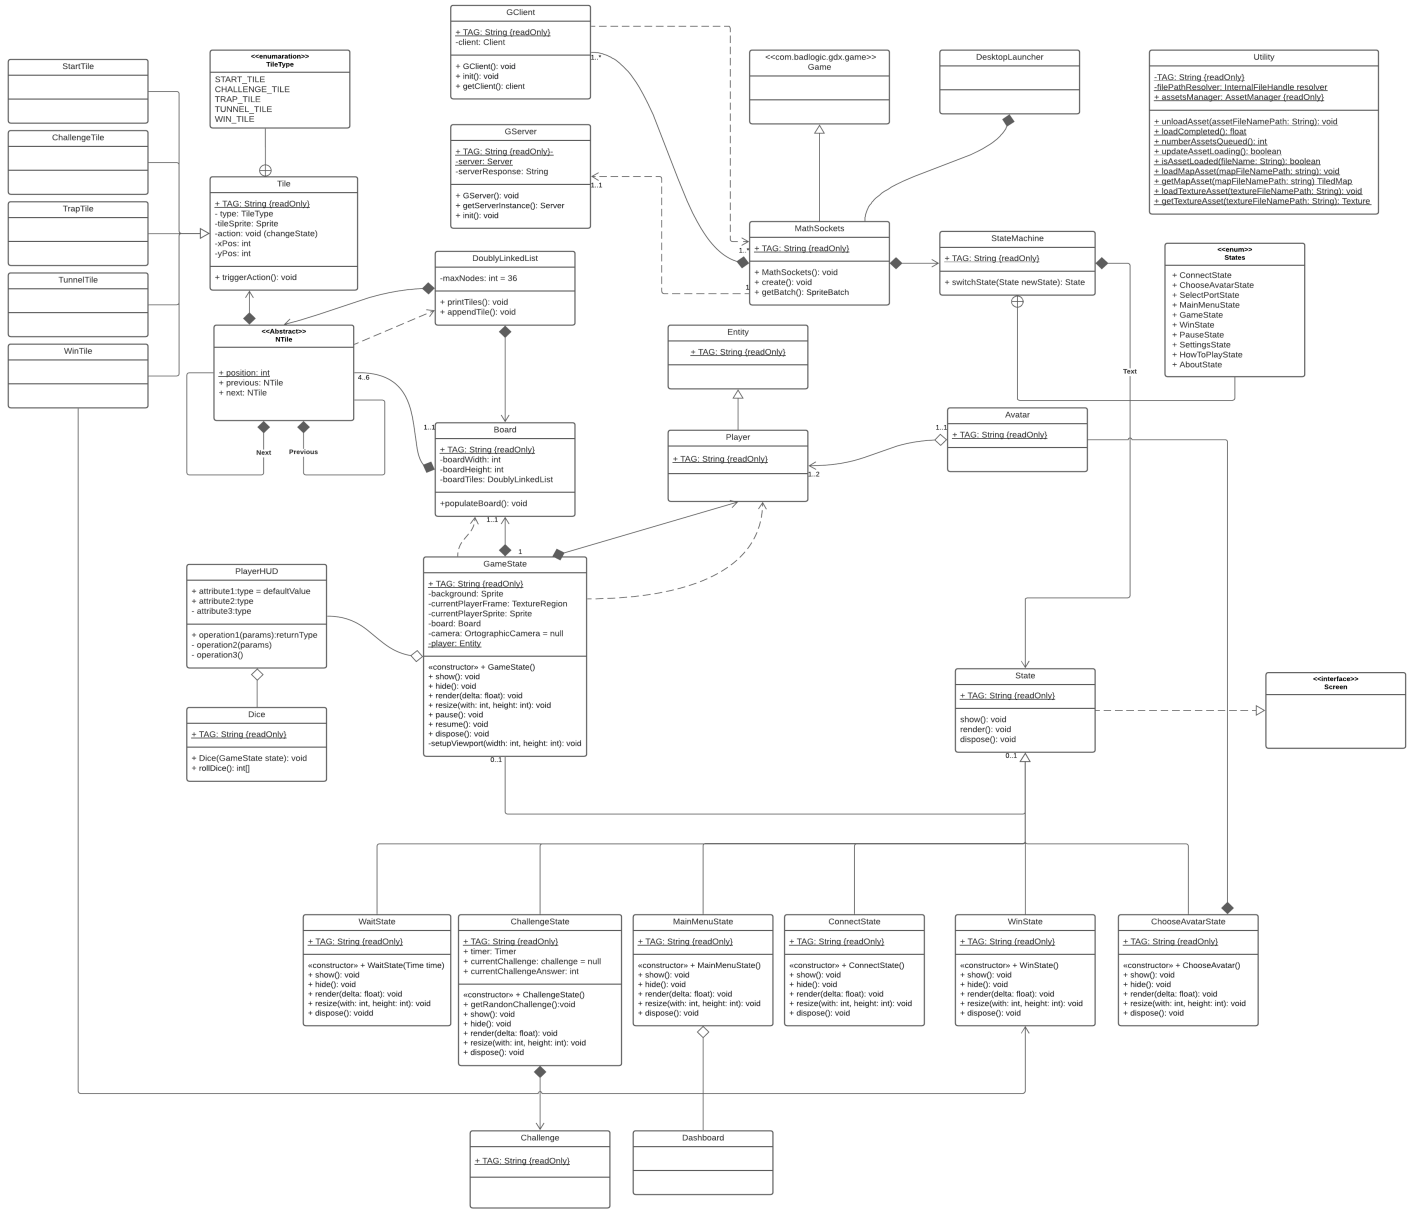 GClient
+ TAG: String {readOnly}
-client: Client
+ GClient(): void
+ init(): void
+ getClient(): client
1..*
<<enumaration>>
TileType
START_TILE
CHALLENGE_TILE
TRAP_TILE
TUNNEL_TILE
WIN_TILE
StartTile
ChallengeTile
TrapTile
TunnelTile
WinTile
<<com.badlogic.gdx.game>>
Game
DesktopLauncher
Utility
-TAG: String {readOnly}
-filePathResolver: InternalFileHandle resolver
+ assetsManager: AssetManager {readOnly}
+ unloadAsset(assetFileNamePath: String): void
+ loadCompleted(): float
+ numberAssetsQueued(): int
+ updateAssetLoading(): boolean
+ isAssetLoaded(fileName: String): boolean
+ loadMapAsset(mapFileNamePath: string): void
+ getMapAsset(mapFileNamePath: string) TiledMap
+ loadTextureAsset(textureFileNamePath: String): void
+ getTextureAsset(textureFileNamePath: String): Texture
GServer
+ TAG: String {readOnly}-
-server: Server
-serverResponse: String
+ GServer(): void
+ getServerInstance(): Server
+ init(): void
1..1
Tile
+ TAG: String {readOnly}
- type: TileType
-tileSprite: Sprite
-action: void (changeState)
-xPos: int
-yPos: int
+ triggerAction(): void
MathSockets
+ TAG: String {readOnly}
+ MathSockets(): void
+ create(): void
+ getBatch(): SpriteBatch
1..*
1
StateMachine
+ TAG: String {readOnly}
+ switchState(State newState): State
<<enum>>
States
+ ConnectState
+ ChooseAvatarState
+ SelectPortState
+ MainMenuState
+ GameState
+ WinState
+ PauseState
+ SettingsState
+ HowToPlayState
+ AboutState
DoublyLinkedList
-maxNodes: int = 36
+ printTiles(): void
+ appendTile(): void
<<Abstract>>
NTile
+ position: int
+ previous: NTile
+ next: NTile
4..6
Next
Previous
Entity
+ TAG: String {readOnly}
Text
Avatar
+ TAG: String {readOnly}
1..1
1..1
Board
+ TAG: String {readOnly}
-boardWidth: int
-boardHeight: int
-boardTiles: DoublyLinkedList
+populateBoard(): void
1..1
Player
+ TAG: String {readOnly}
1..2
1
GameState
+ TAG: String {readOnly}
-background: Sprite
-currentPlayerFrame: TextureRegion
-currentPlayerSprite: Sprite
-board: Board
-camera: OrtographicCamera = null
-player: Entity
«constructor» + GameState()
+ show(): void
+ hide(): void
+ render(delta: float): void
+ resize(with: int, height: int): void
+ pause(): void
+ resume(): void
+ dispose(): void
-setupViewport(width: int, height: int): void
0..1
PlayerHUD
+ attribute1:type = defaultValue
+ attribute2:type
- attribute3:type
+ operation1(params):returnType
- operation2(params)
- operation3()
Dice
+ TAG: String {readOnly}
+ Dice(GameState state): void
+ rollDice(): int[]
State
+ TAG: String {readOnly}
show(): void
render(): void
dispose(): void
0..1
<<interface>>
Screen
WaitState
+ TAG: String {readOnly}
«constructor» + WaitState(Time time)
+ show(): void
+ hide(): void
+ render(delta: float): void
+ resize(with: int, height: int): void
+ dispose(): voidd
ChallengeState
+ TAG: String {readOnly}
+ timer: Timer
+ currentChallenge: challenge = null
+ currentChallengeAnswer: int
«constructor» + ChallengeState()
+ getRandonChallenge():void
+ show(): void
+ hide(): void
+ render(delta: float): void
+ resize(with: int, height: int): void
+ dispose(): void
MainMenuState
+ TAG: String {readOnly}
«constructor» + MainMenuState()
+ show(): void
+ hide(): void
+ render(delta: float): void
+ resize(with: int, height: int): void
+ dispose(): void
ConnectState
+ TAG: String {readOnly}
«constructor» + ConnectState()
+ show(): void
+ hide(): void
+ render(delta: float): void
+ resize(with: int, height: int): void
+ dispose(): void
WinState
+ TAG: String {readOnly}
«constructor» + WinState()
+ show(): void
+ hide(): void
+ render(delta: float): void
+ resize(with: int, height: int): void
+ dispose(): void
ChooseAvatarState
+ TAG: String {readOnly}
«constructor» + ChooseAvatar()
+ show(): void
+ hide(): void
+ render(delta: float): void
+ resize(with: int, height: int): void
+ dispose(): void
Challenge
+ TAG: String {readOnly}
Dashboard